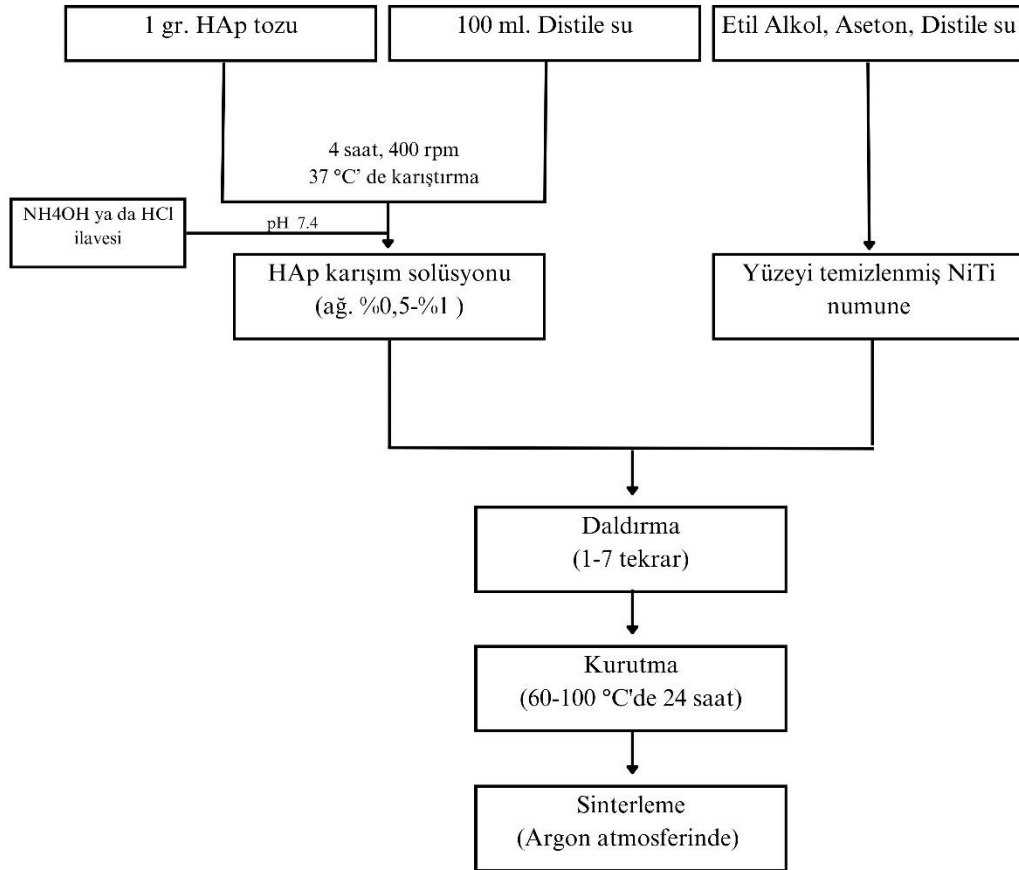 1 gr. HAp tozu
100 ml. Distile su
Etil Alkol, Aseton, Distile su
4 saat, 400 rpm
37 °C’ de karıştırma
NH4OH ya da HCl
ilavesi
pH 7.4
HAp karışım solüsyonu
(ağ. %0,5-%1 )
Yüzeyi temizlenmiş NiTi
numune
Daldırma
(1-7 tekrar)
Kurutma
(60-100 °C'de 24 saat)
Sinterleme
(Argon atmosferinde)